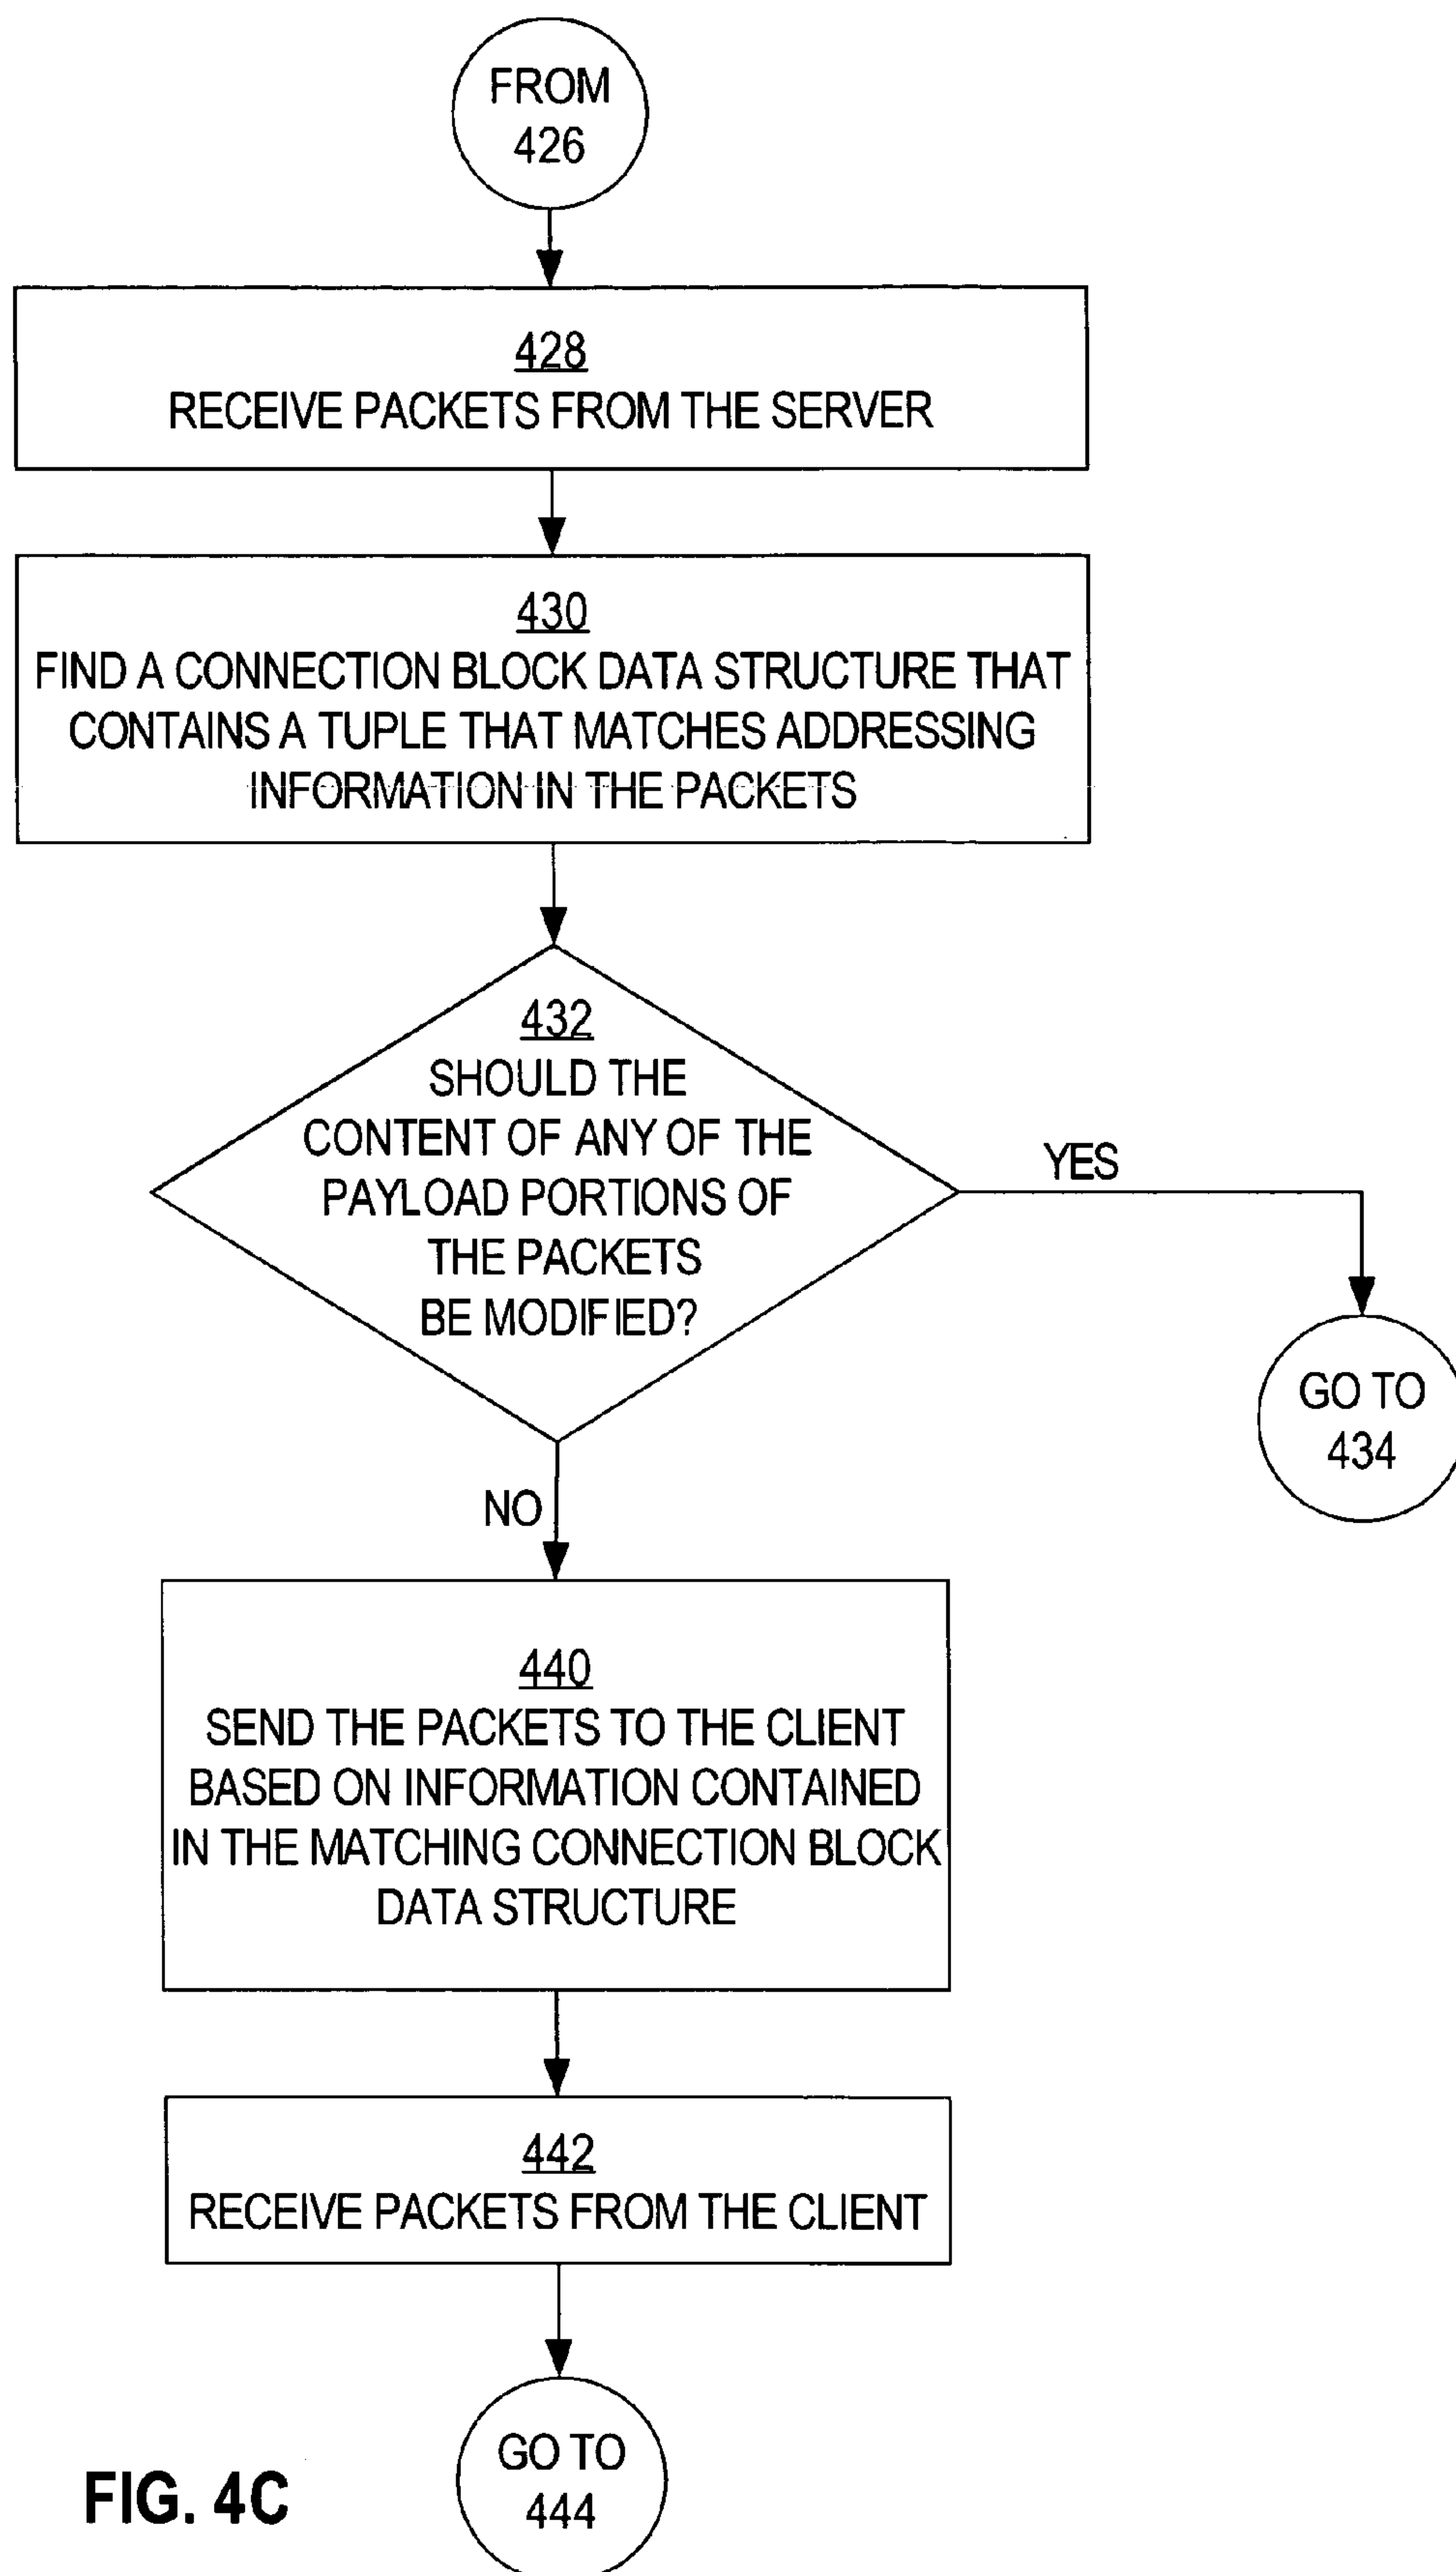 FROM
426
428
RECEIVE PACKETS FROM THE SERVER
430
FIND A CONNECTION BLOCK DATA STRUCTURE THAT
CONTAINS A TUPLE THAT MATCHES ADDRESSING
INFORMATION IN THE PACKETS
432
SHOULD THE
CONTENT OF ANY OF THE
PAYLOAD PORTIONS OF
THE PACKETS
BE MODIFIED?
YES
GO TO
434
NO
440
SEND THE PACKETS TO THE CLIENT
BASED ON INFORMATION CONTAINED
IN THE MATCHING CONNECTION BLOCK
DATA STRUCTURE
442
RECEIVE PACKETS FROM THE CLIENT
GO TO
444
FIG. 4C